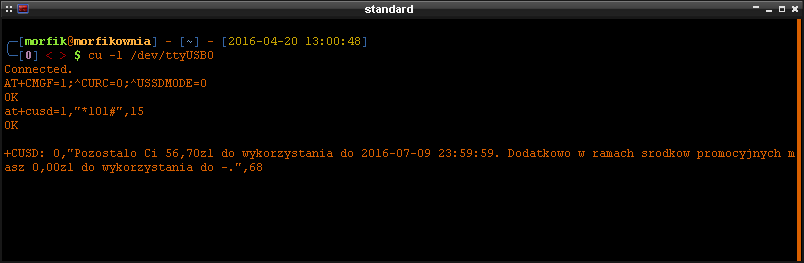 standard
[morfik@morfikownia] - [~] - [2016-04-20 13:00:48]
[0] < > $ cu -l /dev/ttyUSB0
Connected.
AT+CMGF=1;^CURC=0;^USSDMODE=0
OK
at+cusd=1,"*101#",15
OK
+CUSD: 0,"Pozostalo Ci 56,70zl do wykorzystania do 2016-07-09 23:59:59. Dodatkowo w ramach srodkow promocyjnych m
asz 0,00zl do wykorzystania do -.",68